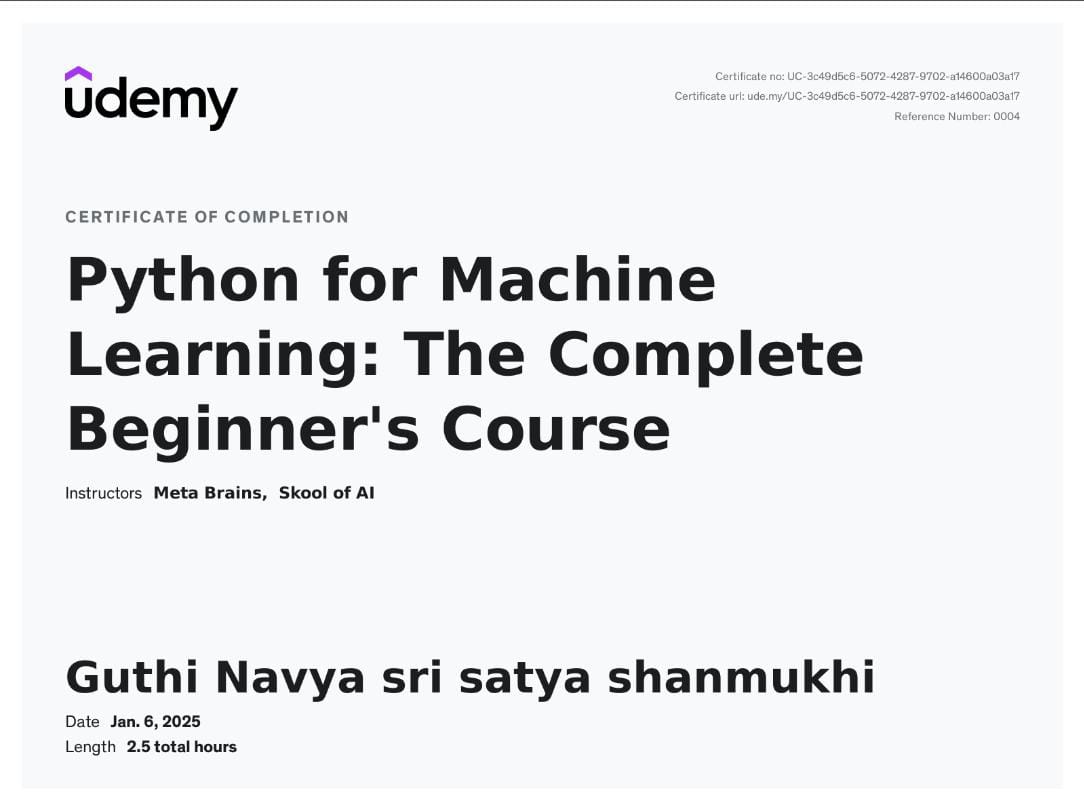 udemy
Certificate no: UC-3c49d5c6-5072-4287-9702-a14600a03a17
Certificate url: ude.my/UC-3c49d5c6-5072-4287-9702-a14600a03a17
Reference Number: 0004
CERTIFICATE OF COMPLETION
Python for Machine
Learning: The Complete
Beginner's Course
Instructors Meta Brains, Skool of AI
Guthi Navya sri satya shanmukhi
Date Jan. 6, 2025
Length 2.5 total hours